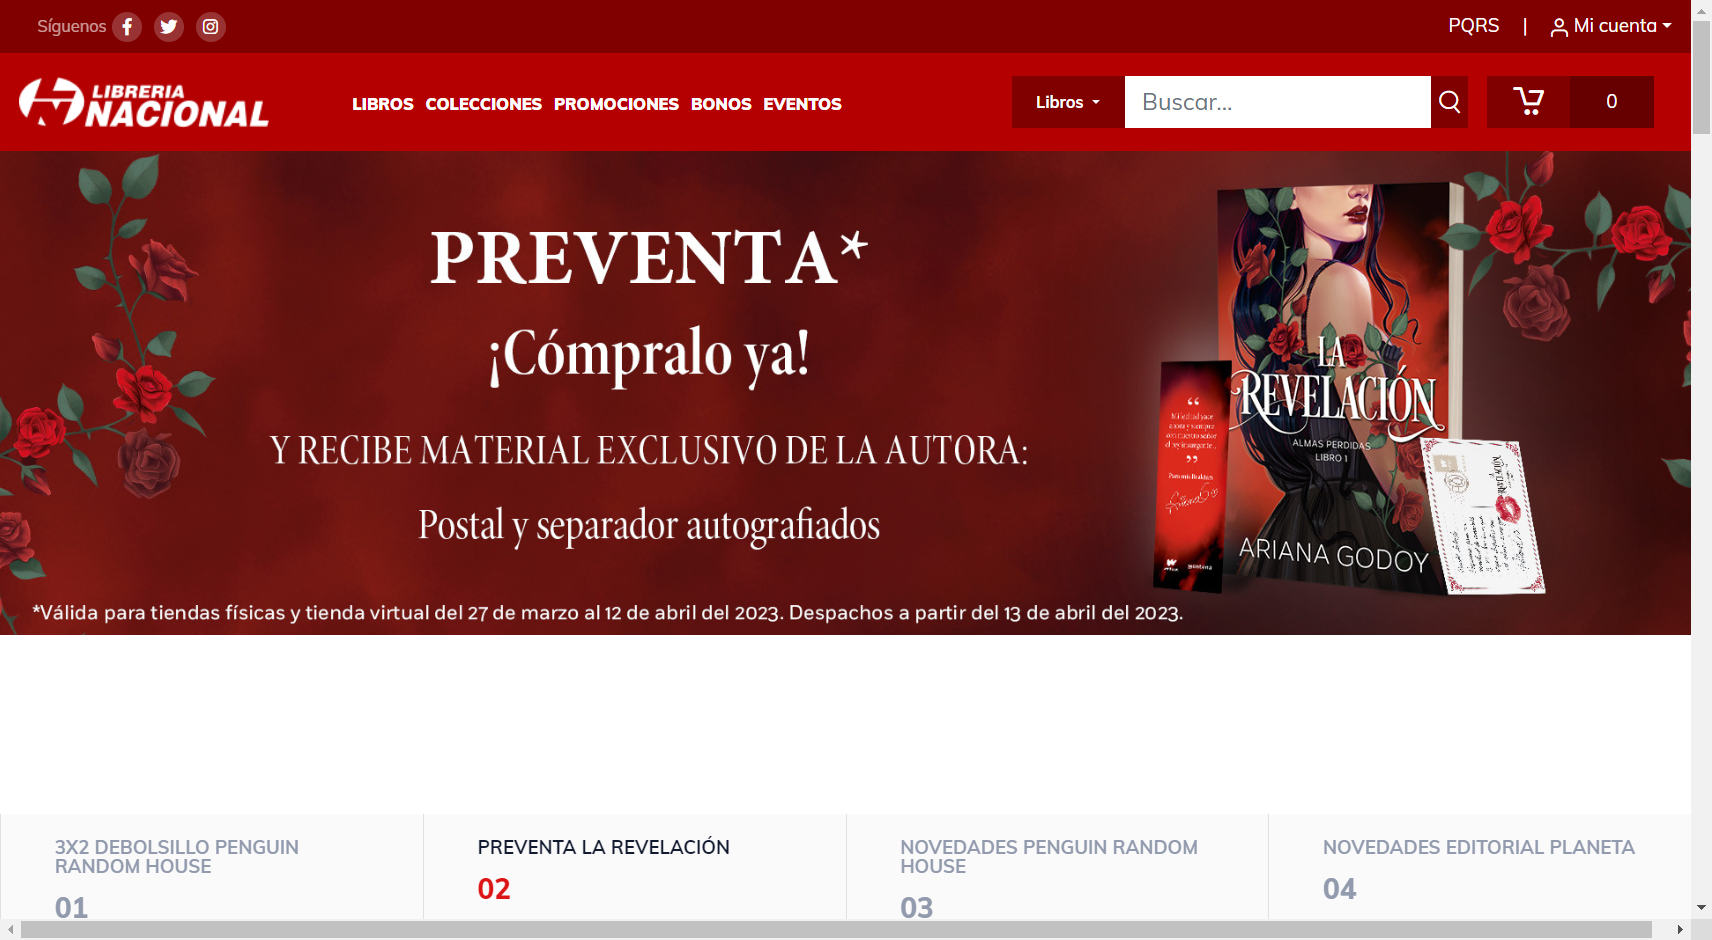 Síguenos
PQRS | Mi cuenta
LIBRERIA
NACIONAL
LIBROS COLECCIONES PROMOCIONES BONOS EVENTOS
Libros
Buscar...
0
PREVENTA*
¡Cómpralo ya!
Y RECIBE MATERIAL EXCLUSIVO DE LA AUTORA:
Postal y separador autografiados
*Válida para tiendas físicas y tienda virtual del 27 de marzo al 12 de abril del 2023. Despachos a partir del 13 de abril del 2023.
LA
REVELACIÓN
ALMAS PERDIDAS
LIBRO 1
ARIANA GODOY
3X2 DEBOLSILLO PENGUIN
RANDOM HOUSE
01
PREVENTA LA REVELACIÓN
02
NOVEDADES PENGUIN RANDOM
HOUSE
03
NOVEDADES EDITORIAL PLANETA
04